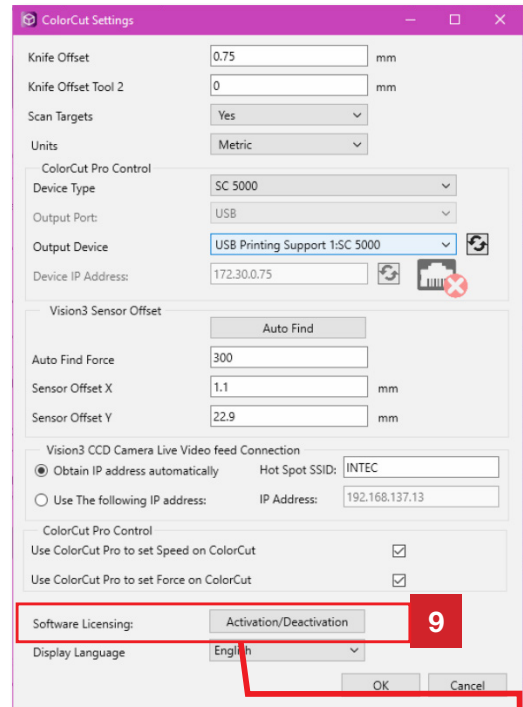 ColorCut Settings
Knife Offset 0.75 mm
Knife Offset Tool 2 0 mm
Scan Targets Yes
Units Metric
ColorCut Pro Control
Device Type SC 5000
Output Port: USB
Output Device USB Printing Support 1:SC 5000
Device IP Address: 172.30.0.75
Vision3 Sensor Offset
Auto Find
Auto Find Force 300
Sensor Offset X 1.1 mm
Sensor Offset Y 22.9 mm
Vision3 CCD Camera Live Video feed Connection
Obtain IP address automatically Hot Spot SSID: INTEC
Use The following IP address: IP Address: 192.168.137.13
ColorCut Pro Control
Use ColorCut Pro to set Speed on ColorCut
Use ColorCut Pro to set Force on ColorCut
Software Licensing: Activation/Deactivation 9
Display Language English
OK Cancel